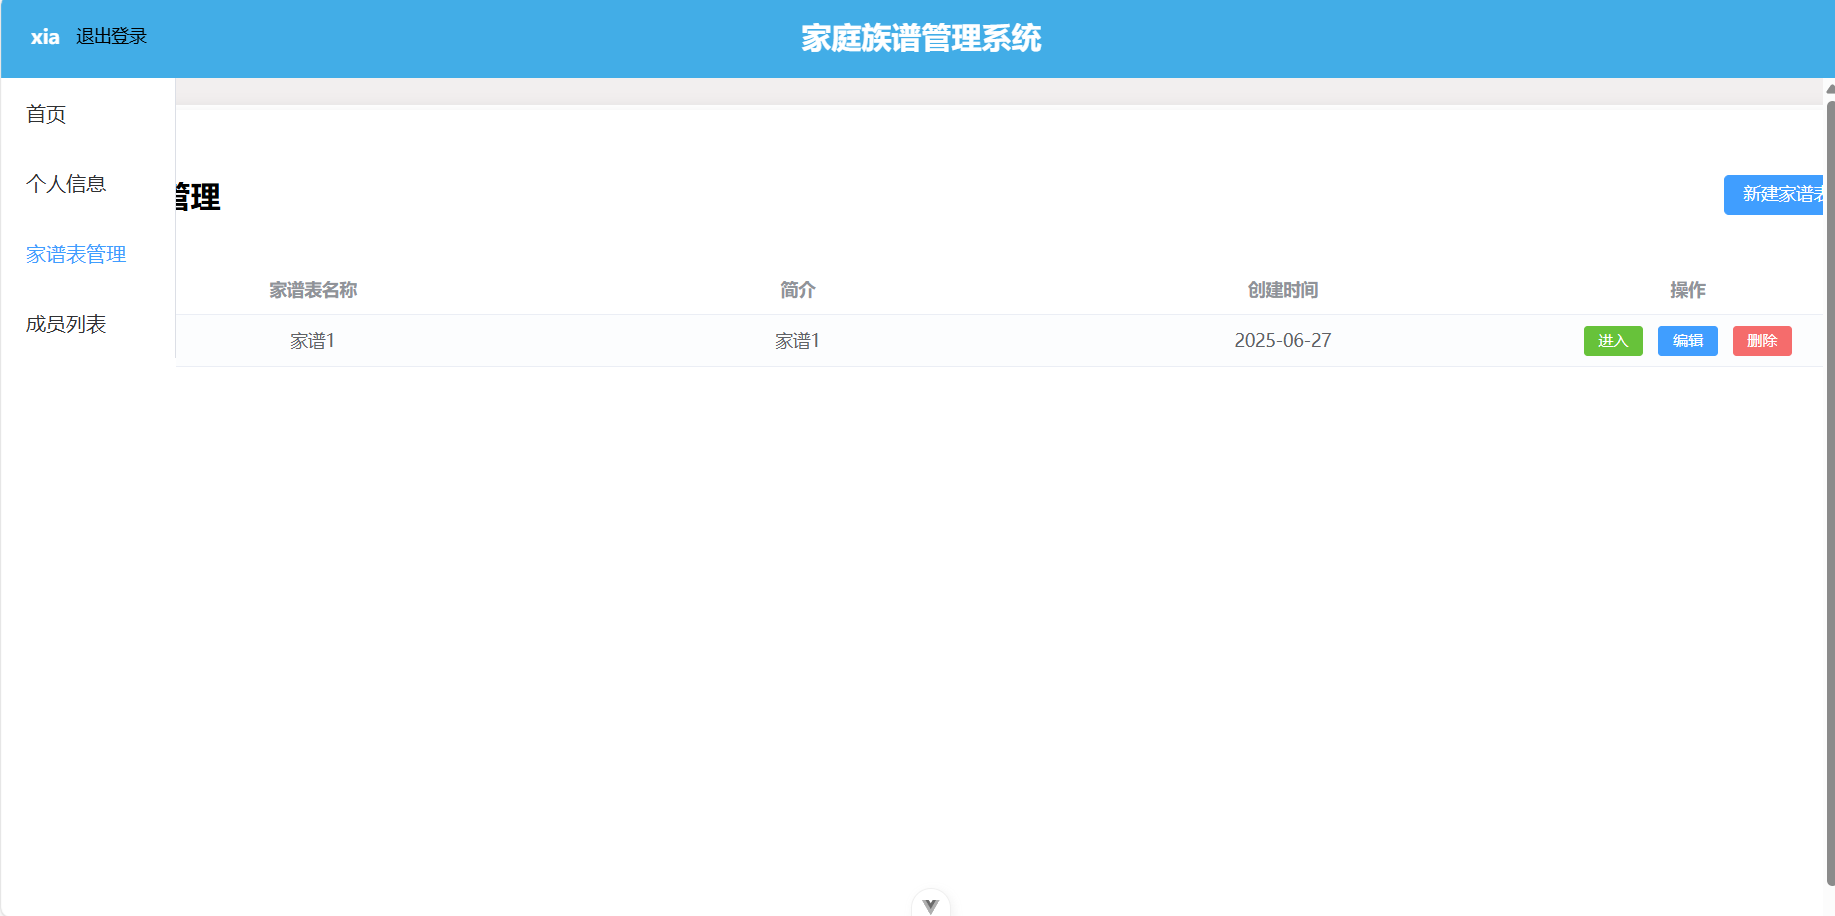 xia 退出登录
家庭族谱管理系统
首页
个人信息
家谱表管理
成员列表
管理
新建家谱表
家谱表名称 简介 创建时间 操作
家谱1 家谱1 2025-06-27 进入 编辑 删除